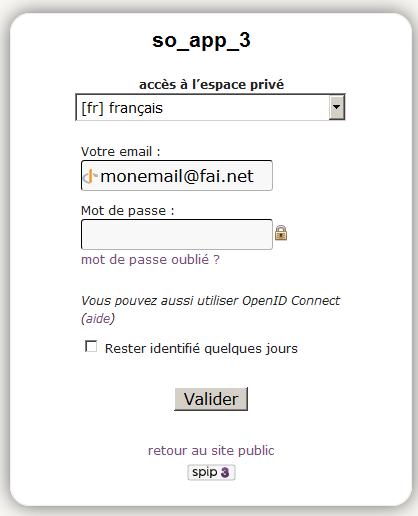 so_app_3
accès à l’espace privé
[fr] français
Votre email :
monemail@fai.net
Mot de passe :
mot de passe oublié ?
Vous pouvez aussi utiliser OpenID Connect
(aide)
Rester identifié quelques jours
Valider
retour au site public
spip 3